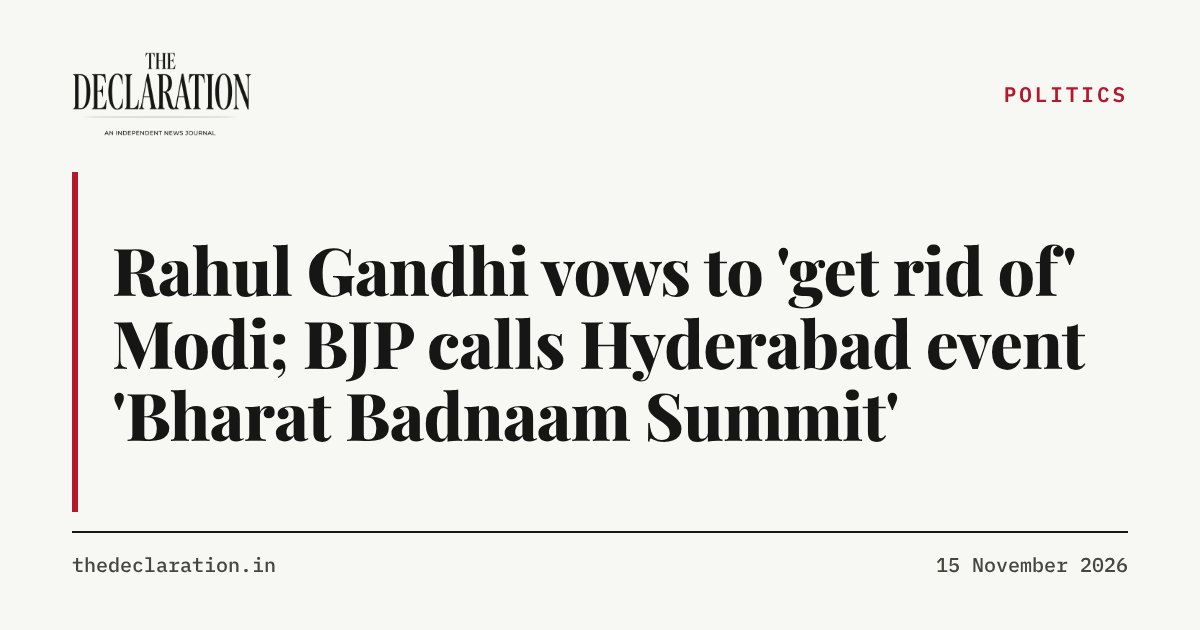 THE
DECLARATION
AN INDEPENDENT NEWS JOURNAL
POLITICS
Rahul Gandhi vows to 'get rid of'
Modi; BJP calls Hyderabad event
'Bharat Badnaam Summit'
thedeclaration.in
15 November 2026